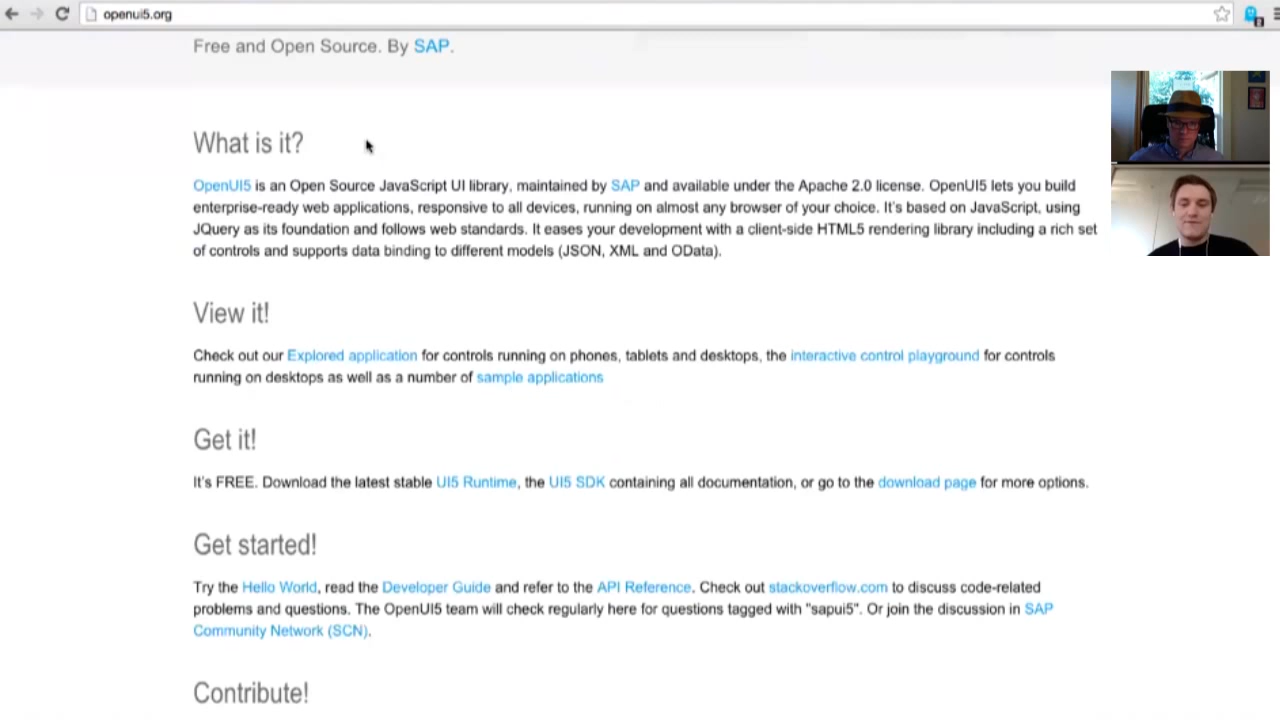 openui5.org
Free and Open Source. By SAP.
What is it?
OpenUI5 is an Open Source JavaScript UI library, maintained by SAP and available under the Apache 2.0 license. OpenUI5 lets you build
enterprise-ready web applications, responsive to all devices, running on almost any browser of your choice. It's based on JavaScript, using
JQuery as its foundation and follows web standards. It eases your development with a client-side HTML5 rendering library including a rich set
of controls and supports data binding to different models (JSON, XML and OData).
View it!
Check out our Explored application for controls running on phones, tablets and desktops, the interactive control playground for controls
running on desktops as well as a number of sample applications
Get it!
It's FREE. Download the latest stable UI5 Runtime, the UI5 SDK containing all documentation, or go to the download page for more options.
Get started!
Try the Hello World, read the Developer Guide and refer to the API Reference. Check out stackoverflow.com to discuss code-related
problems and questions. The OpenUI5 team will check regularly here for questions tagged with "sapui5". Or join the discussion in SAP
Community Network (SCN).
Contribute!